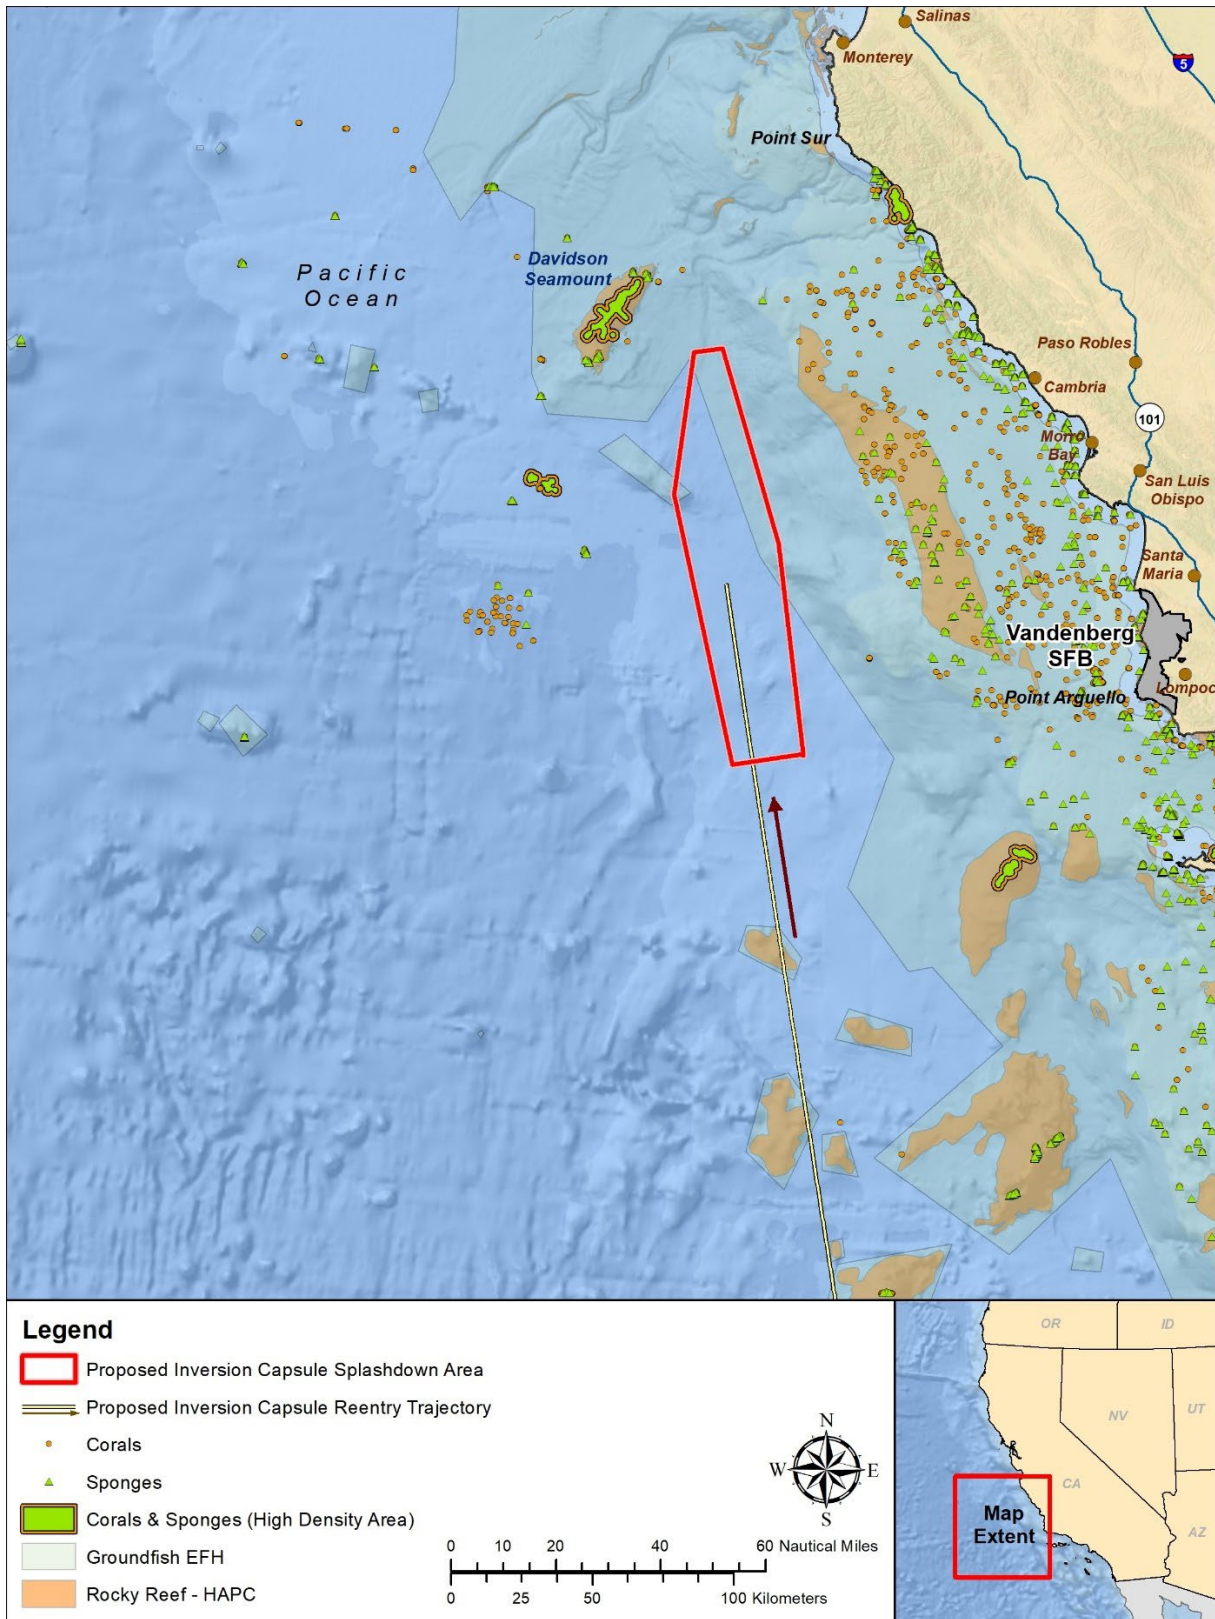 Salinas
Monterey
5
Point Sur
Davidson
Seamount
Pacific
Ocean
Paso Robles
Cambria
101
Morro
Bay
San Luis
Obispo
Santa
Maria
Vandenberg
SFB
Lompoc
Point Arguello
Legend
Proposed Inversion Capsule Splashdown Area
Proposed Inversion Capsule Reentry Trajectory
Corals
Sponges
Corals & Sponges (High Density Area)
Groundfish EFH
Rocky Reef - HAPC
N
W E
S
0 10 20 40 60 Nautical Miles
0 25 50 100 Kilometers
OR
ID
NV
UT
CA
AZ
Map
Extent